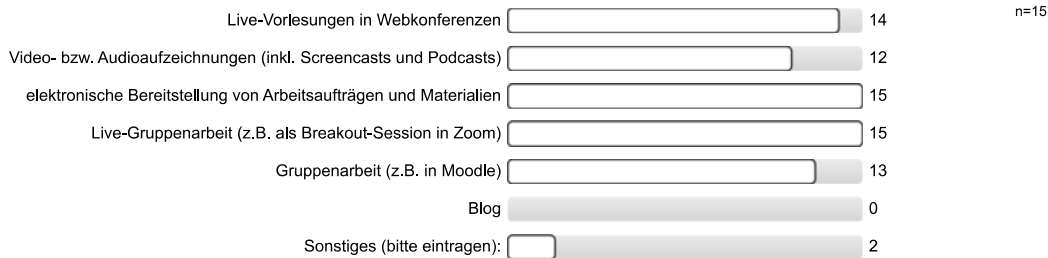 Live-Vorlesungen in Webkonferenzen 14 n=15
Video- bzw. Audioaufzeichnungen (inkl. Screencasts und Podcasts) 12
elektronische Bereitstellung von Arbeitsaufträgen und Materialien 15
Live-Gruppenarbeit (z.B. als Breakout-Session in Zoom) 15
Gruppenarbeit (z.B. in Moodle) 13
Blog 0
Sonstiges (bitte eintragen): 2